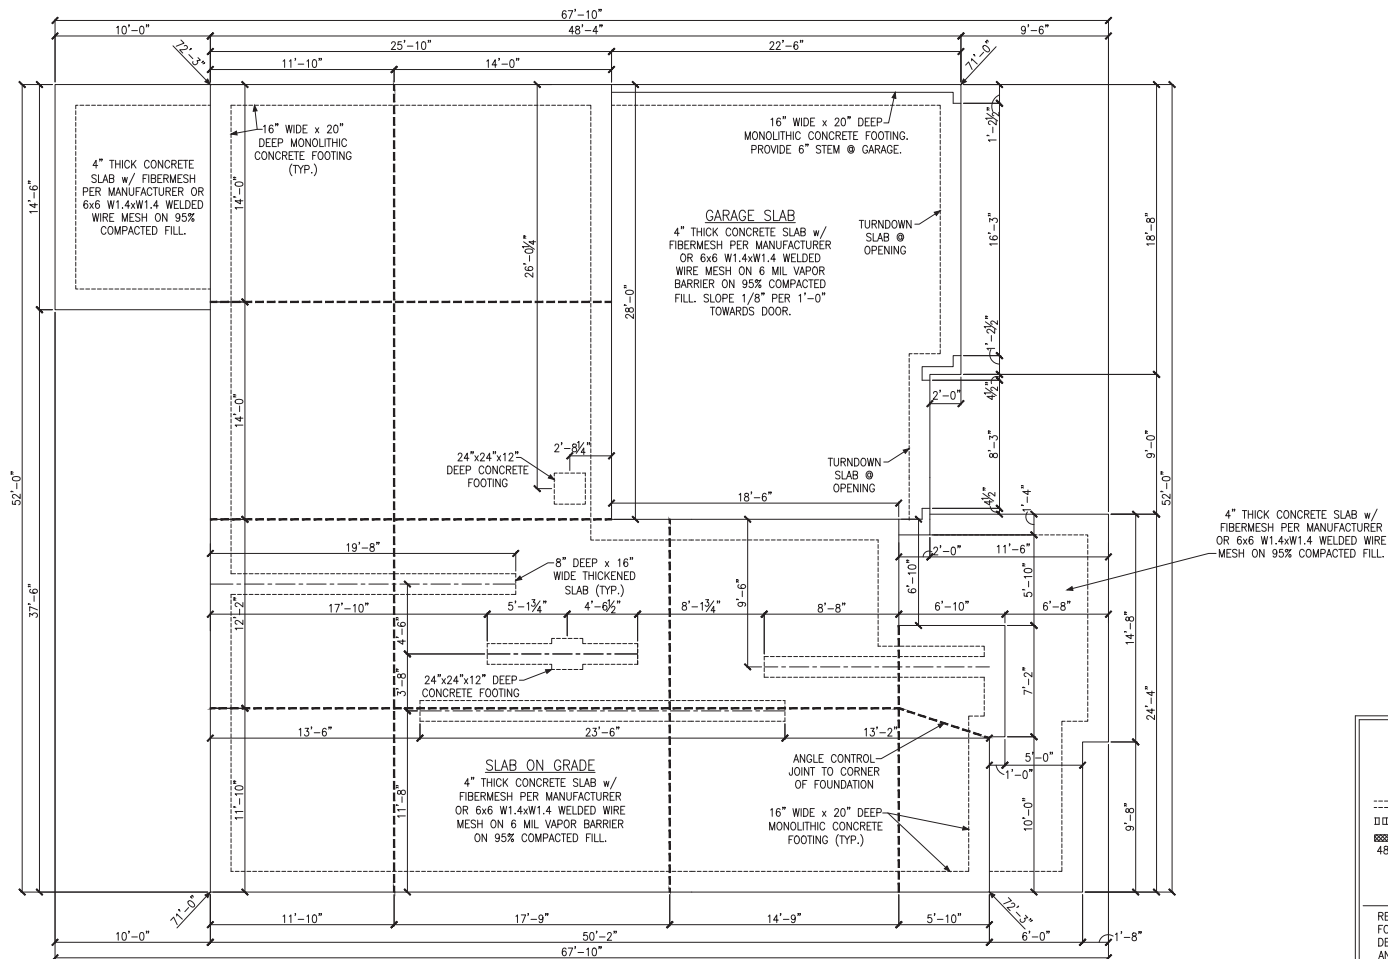 67'-10"
10'-0"
48'-4"
9'-6"
25'-10"
22'-6"
72'-3"
71'-0"
11'-10"
14'-0"
16" WIDE x 20"
DEEP MONOLITHIC
CONCRETE FOOTING
(TYP.)
16" WIDE x 20" DEEP
MONOLITHIC CONCRETE FOOTING.
PROVIDE 6" STEM @ GARAGE.
1'-2½"
4" THICK CONCRETE
SLAB w/ FIBERMESH
PER MANUFACTURER OR
6x6 W1.4xW1.4 WELDED
WIRE MESH ON 95%
COMPACTED FILL.
14'-6"
14'-0"
26'-0¼"
GARAGE SLAB
4" THICK CONCRETE SLAB w/
FIBERMESH PER MANUFACTURER
OR 6x6 W1.4xW1.4 WELDED
WIRE MESH ON 6 MIL VAPOR
BARRIER ON 95% COMPACTED
FILL. SLOPE 1/8" PER 1'-0"
TOWARDS DOOR.
TURNDOWN
SLAB @
OPENING
16'-3"
18'-8"
28'-0"
1'-2½"
4½"
2'-0"
14'-0"
2'-8¼"
24"x24"x12"
DEEP CONCRETE
FOOTING
TURNDOWN
SLAB @
OPENING
8'-3"
9'-0"
52'-0"
52'-0"
18'-6"
4½"
1'-4"
4" THICK CONCRETE SLAB w/
FIBERMESH PER MANUFACTURER
OR 6x6 W1.4xW1.4 WELDED WIRE
MESH ON 95% COMPACTED FILL.
19'-8"
2'-0"
11'-6"
8" DEEP x 16"
WIDE THICKENED
SLAB (TYP.)
9'-6"
6'-10"
5'-10"
37'-6"
12'-2"
17'-10"
5'-1¾"
4'-6½"
8'-1¾"
8'-8"
6'-10"
6'-8"
14'-8"
4'-6"
3'-8"
24"x24"x12" DEEP
CONCRETE FOOTING
7'-2"
24'-4"
13'-6"
23'-6"
13'-2"
ANGLE CONTROL
JOINT TO CORNER
OF FOUNDATION
5'-0"
1'-0"
SLAB ON GRADE
4" THICK CONCRETE SLAB w/
FIBERMESH PER MANUFACTURER
OR 6x6 W1.4xW1.4 WELDED WIRE
MESH ON 6 MIL VAPOR BARRIER
ON 95% COMPACTED FILL.
11'-10"
11'-8"
16" WIDE x 20" DEEP
MONOLITHIC CONCRETE
FOOTING (TYP.)
10'-0"
9'-8"
71'-0"
72'-3"
11'-10"
17'-9"
14'-9"
5'-10"
10'-0"
50'-2"
6'-0"
1'-8"
67'-10"
48